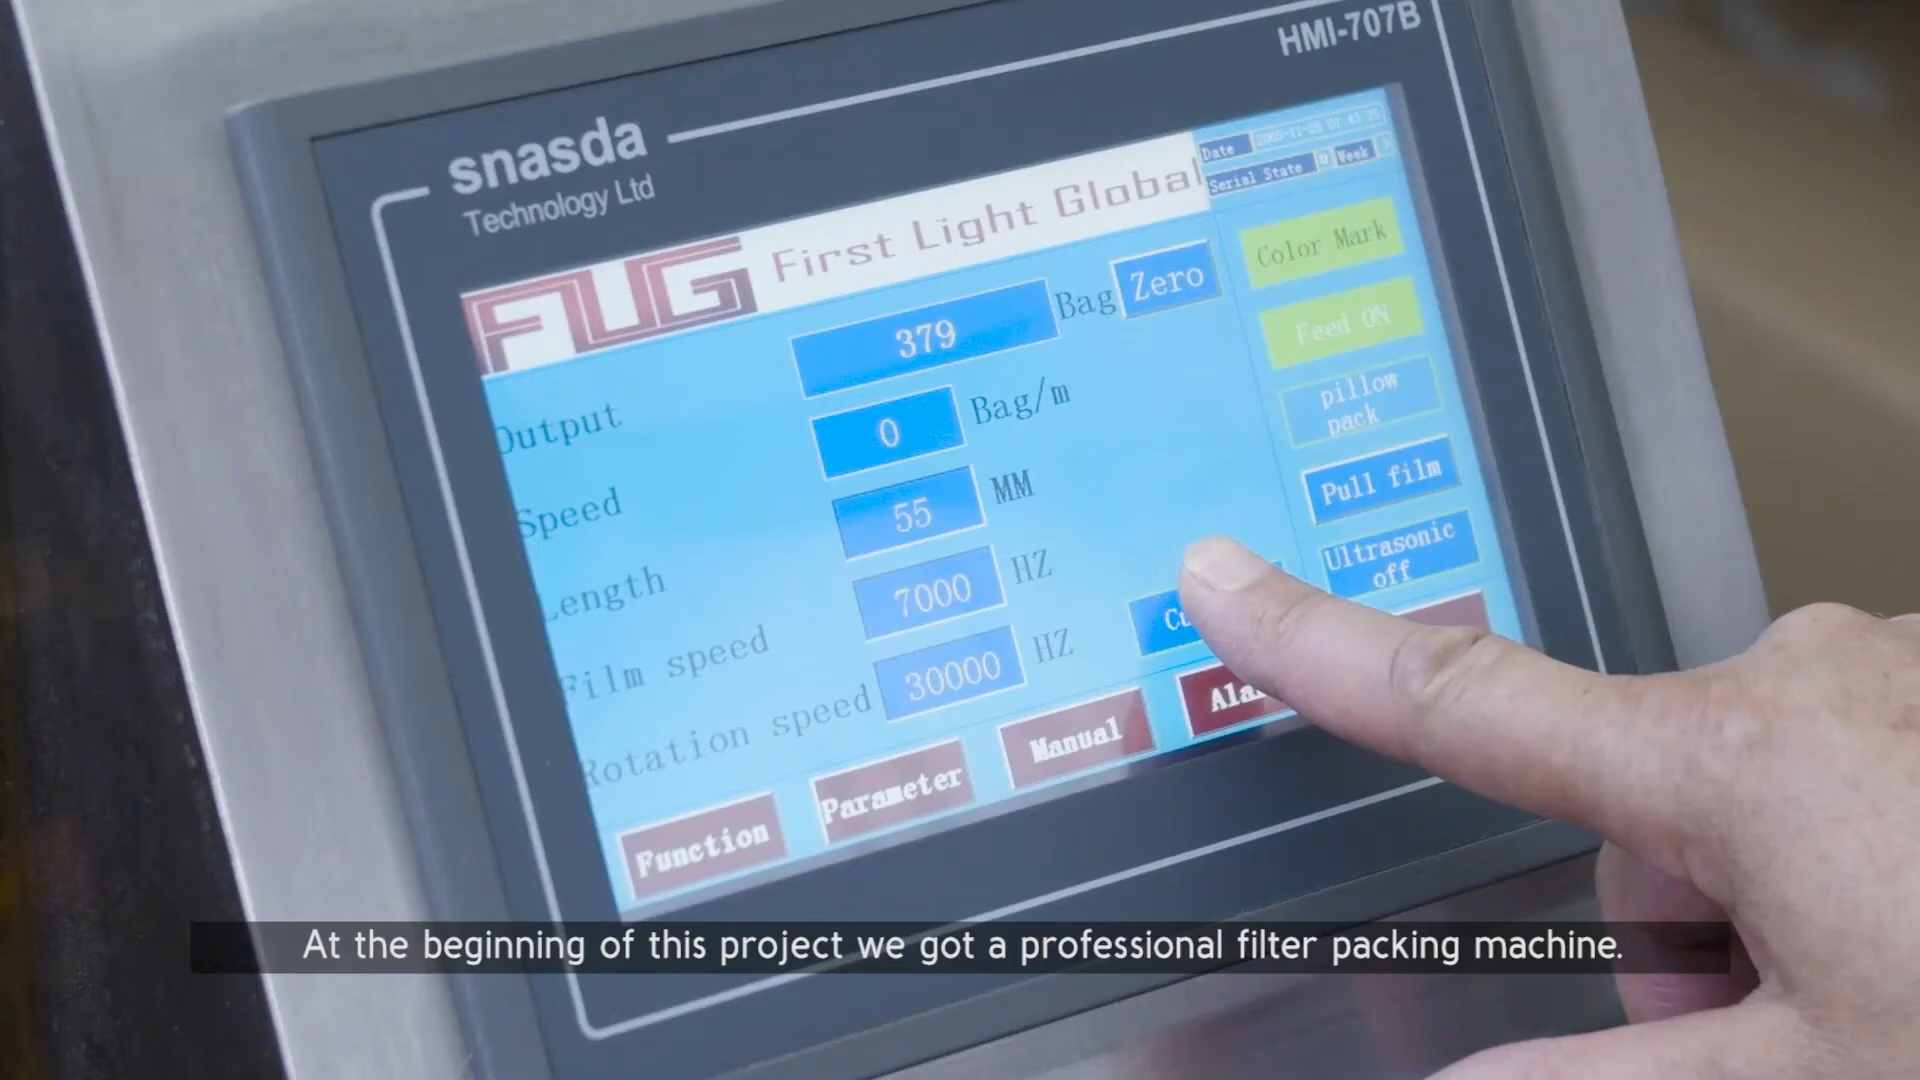 HMI-707B
snasda
Technology Ltd
FLG First Light Global
Date
Serial State 0 Week
Output 379 Bag Zero
Speed 0 Bag/m
Length 55 MM
Film speed 7000 HZ
Rotation speed 30000 HZ
Color Mark
Feed ON
pillow
pack
Pull film
Ultrasonic
off
Function Parameter Manual
At the beginning of this project we got a professional filter packing machine.